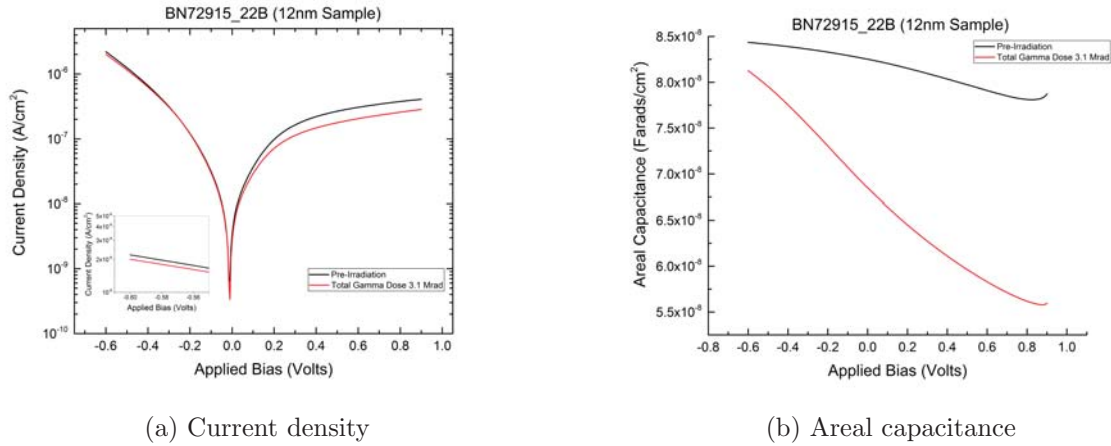 BN72915_22B (12nm Sample)
Current Density (A/cm²)
10⁻⁶
10⁻⁷
10⁻⁸
10⁻⁹
10⁻¹⁰
Pre-Irradiation
Total Gamma Dose 3.1 Mrad
-0.6 -0.4 -0.2 0.0 0.2 0.4 0.6 0.8 1.0
Applied Bias (Volts)
Current Density (A/cm²)
-0.60 -0.58 -0.56
Applied Bias (Volts)
(a) Current density
BN72915_22B (12nm Sample)
Areal Capacitance (Farads/cm²)
8.5x10⁻⁸
8.0x10⁻⁸
7.5x10⁻⁸
7.0x10⁻⁸
6.5x10⁻⁸
6.0x10⁻⁸
5.5x10⁻⁸
Pre-Irradiation
Total Gamma Dose 3.1 Mrad
-0.8 -0.6 -0.4 -0.2 0.0 0.2 0.4 0.6 0.8 1.0
Applied Bias (Volts)
(b) Areal capacitance